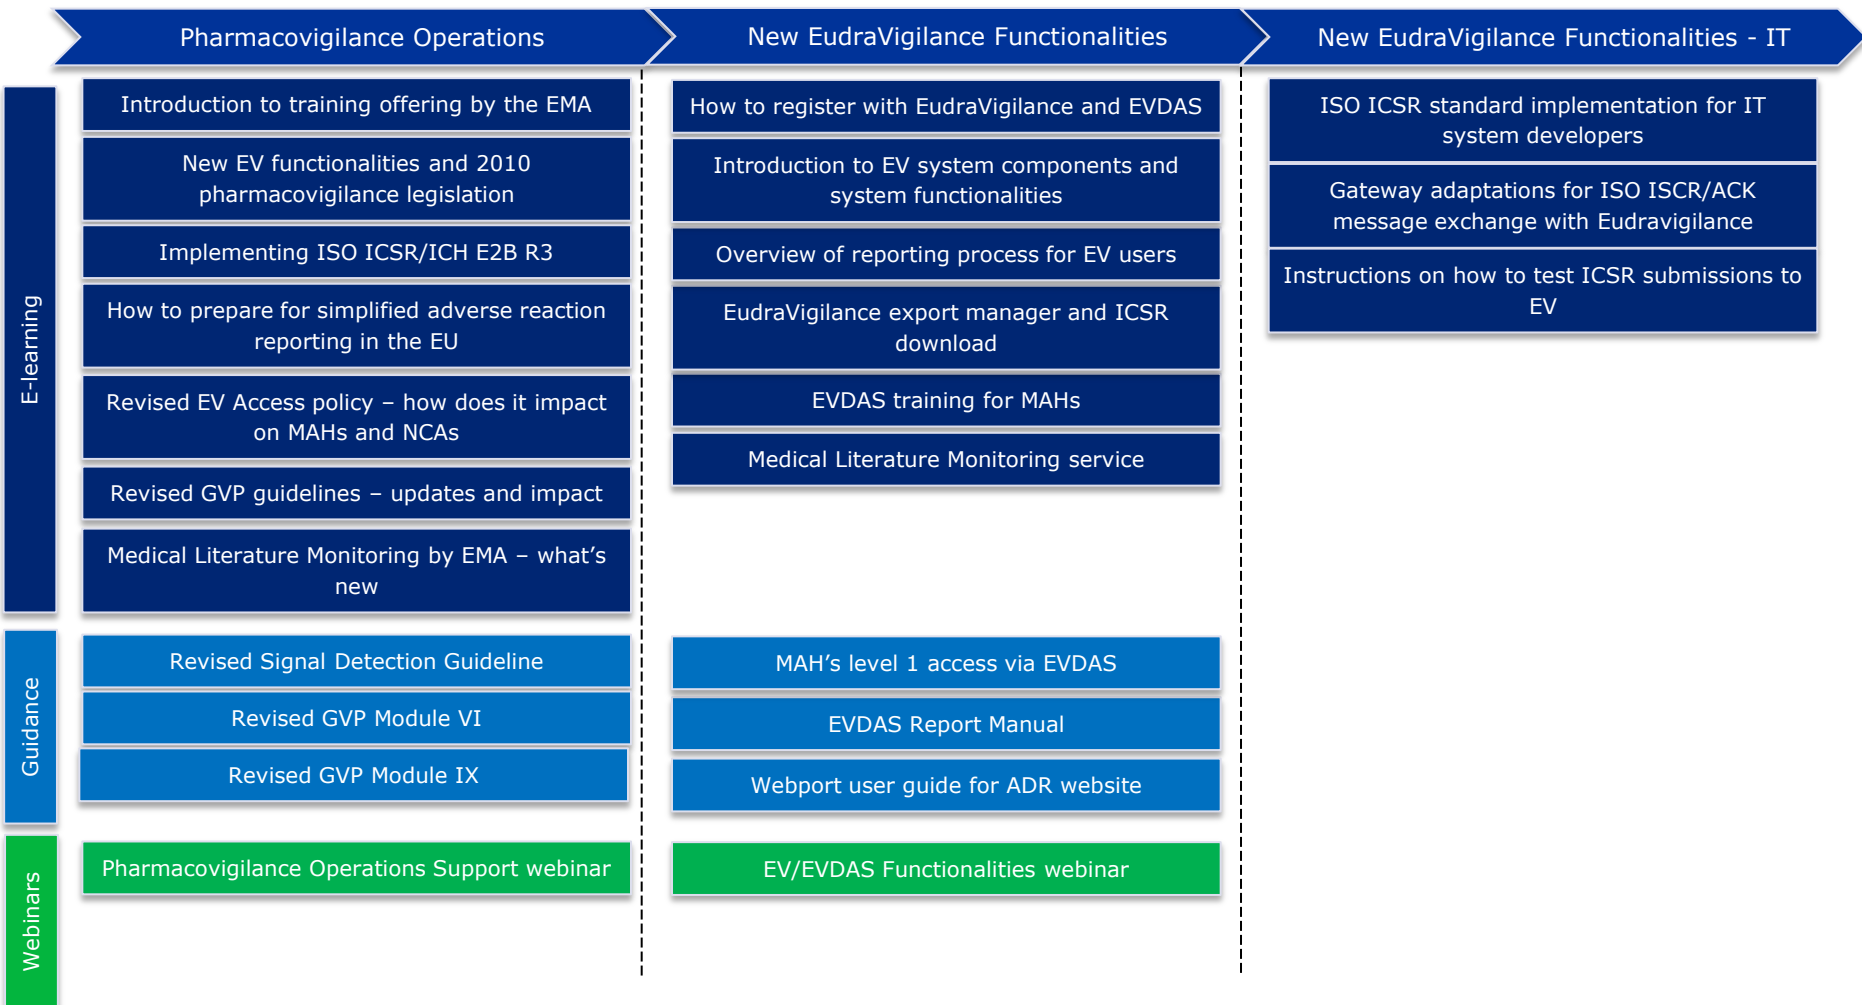 Pharmacovigilance Operations
New EudraVigilance Functionalities
New EudraVigilance Functionalities - IT
E-learning
Introduction to training offering by the EMA
New EV functionalities and 2010
pharmacovigilance legislation
Implementing ISO ICSR/ICH E2B R3
How to prepare for simplified adverse reaction
reporting in the EU
Revised EV Access policy – how does it impact
on MAHs and NCAs
Revised GVP guidelines – updates and impact
Medical Literature Monitoring by EMA – what’s
new
How to register with EudraVigilance and EVDAS
Introduction to EV system components and
system functionalities
Overview of reporting process for EV users
EudraVigilance export manager and ICSR
download
EVDAS training for MAHs
Medical Literature Monitoring service
ISO ICSR standard implementation for IT
system developers
Gateway adaptations for ISO ISCR/ACK
message exchange with Eudravigilance
Instructions on how to test ICSR submissions to
EV
Guidance
Revised Signal Detection Guideline
Revised GVP Module VI
Revised GVP Module IX
MAH’s level 1 access via EVDAS
EVDAS Report Manual
Webport user guide for ADR website
Webinars
Pharmacovigilance Operations Support webinar
EV/EVDAS Functionalities webinar